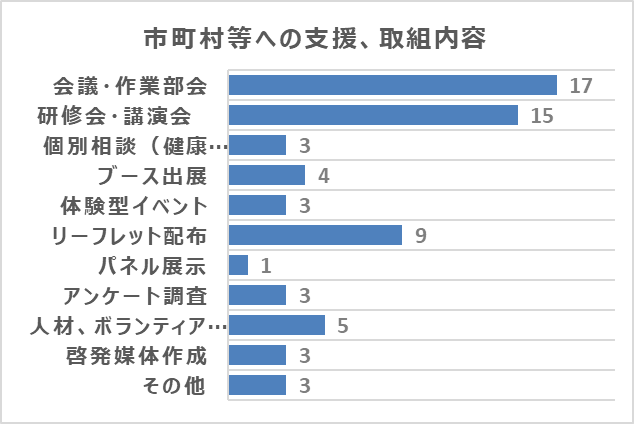 市町村等への支援、取組内容
会議・作業部会 17
研修会・講演会 15
個別相談（健康… 3
ブース出展 4
体験型イベント 3
リーフレット配布 9
パネル展示 1
アンケート調査 3
人材、ボランティア… 5
啓発媒体作成 3
その他 3